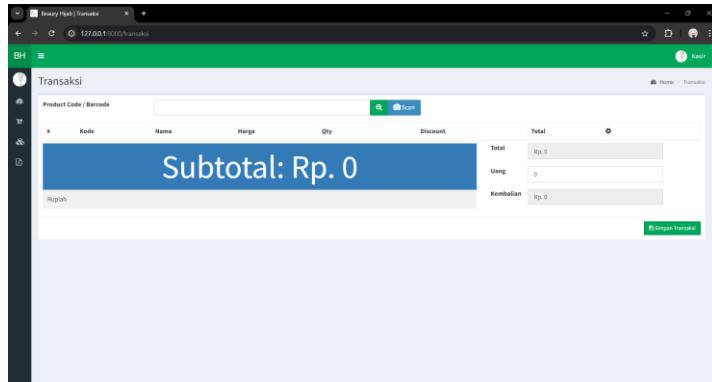 Beauty Hijab | Transaksi
127.0.0.1:8000/transaksi
BH
Kasir
Transaksi
Home > Transaksi
Product Code / Barcode
Scan
# Kode Nama Harga Qty Discount Total
Subtotal: Rp. 0
Rupiah
Total Rp. 0
Uang 0
Kembalian Rp. 0
Simpan Transaksi